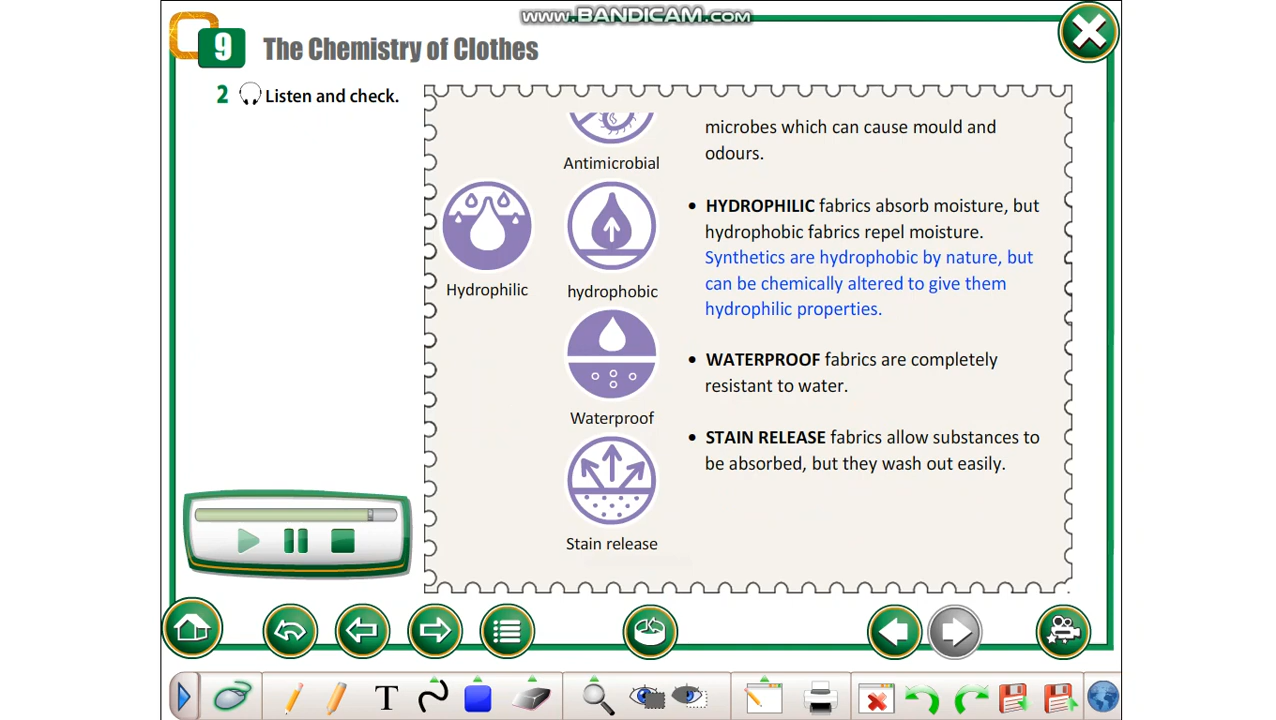 www.BANDICAM.com
9 The Chemistry of Clothes
2 Listen and check.
microbes which can cause mould and
odours.
Antimicrobial
• HYDROPHILIC fabrics absorb moisture, but
hydrophobic fabrics repel moisture.
Synthetics are hydrophobic by nature, but
can be chemically altered to give them
hydrophilic properties.
Hydrophilic
hydrophobic
• WATERPROOF fabrics are completely
resistant to water.
Waterproof
• STAIN RELEASE fabrics allow substances to
be absorbed, but they wash out easily.
Stain release
T